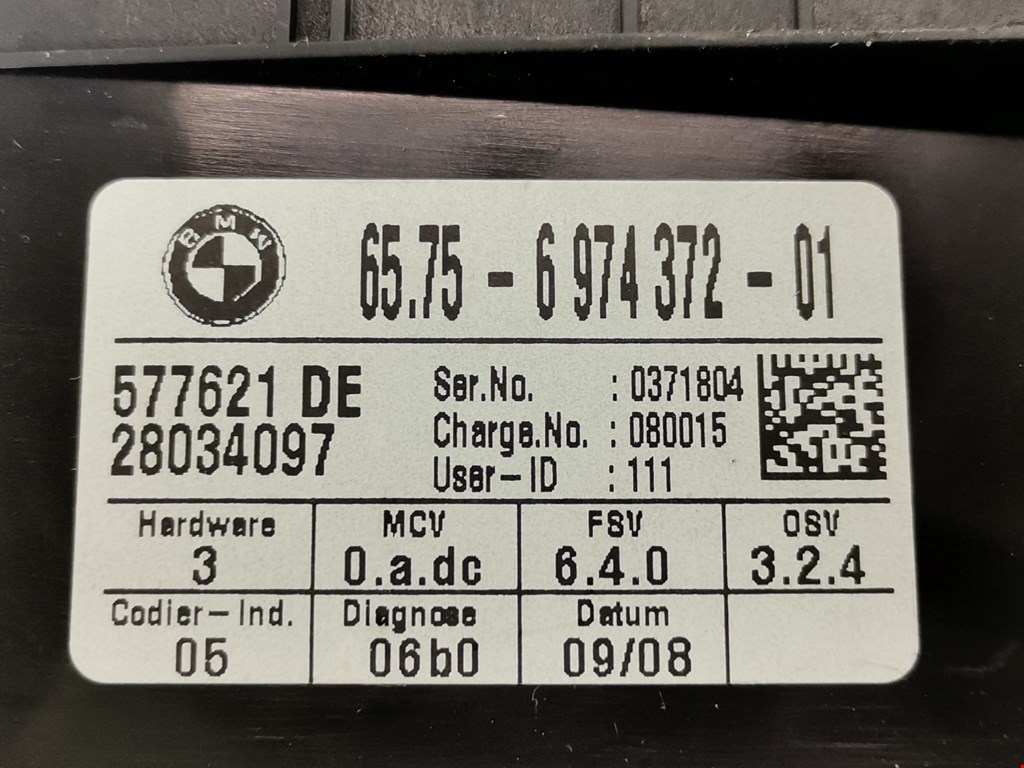 BMW
65.75 - 6 974 372 - 01
577621 DE
28034097
Ser.No. : 0371804
Charge.No. : 080015
User-ID : 111
Hardware MCV FSV OSV
3 0.a.dc 6.4.0 3.2.4
Codier-Ind. Diagnose Datum
05 06b0 09/08